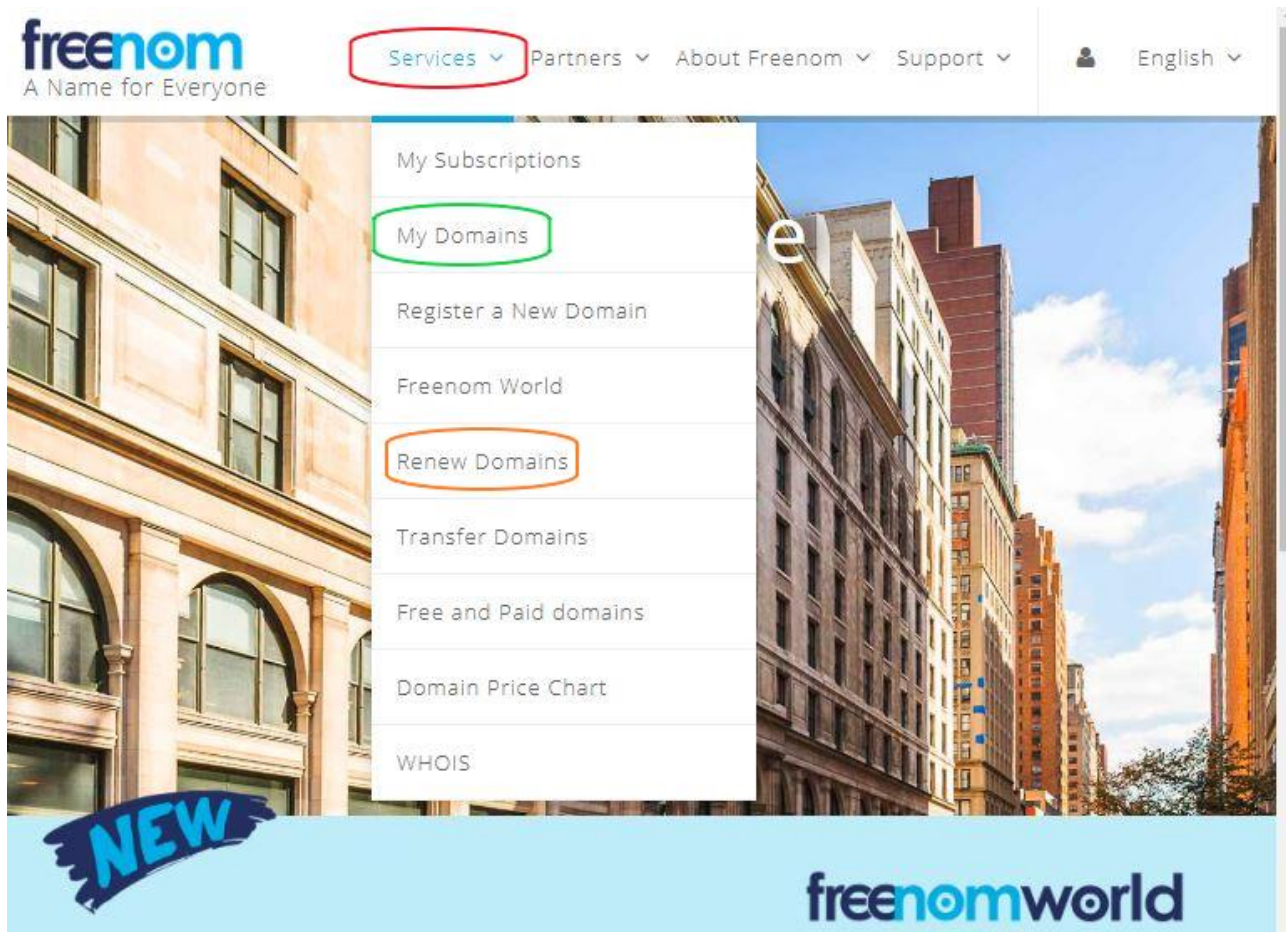 freenom
A Name for Everyone
Services Partners About Freenom Support English
My Subscriptions
My Domains
e
Register a New Domain
Freenom World
Renew Domains
Transfer Domains
Free and Paid domains
Domain Price Chart
WHOIS
NEW
freenomworld